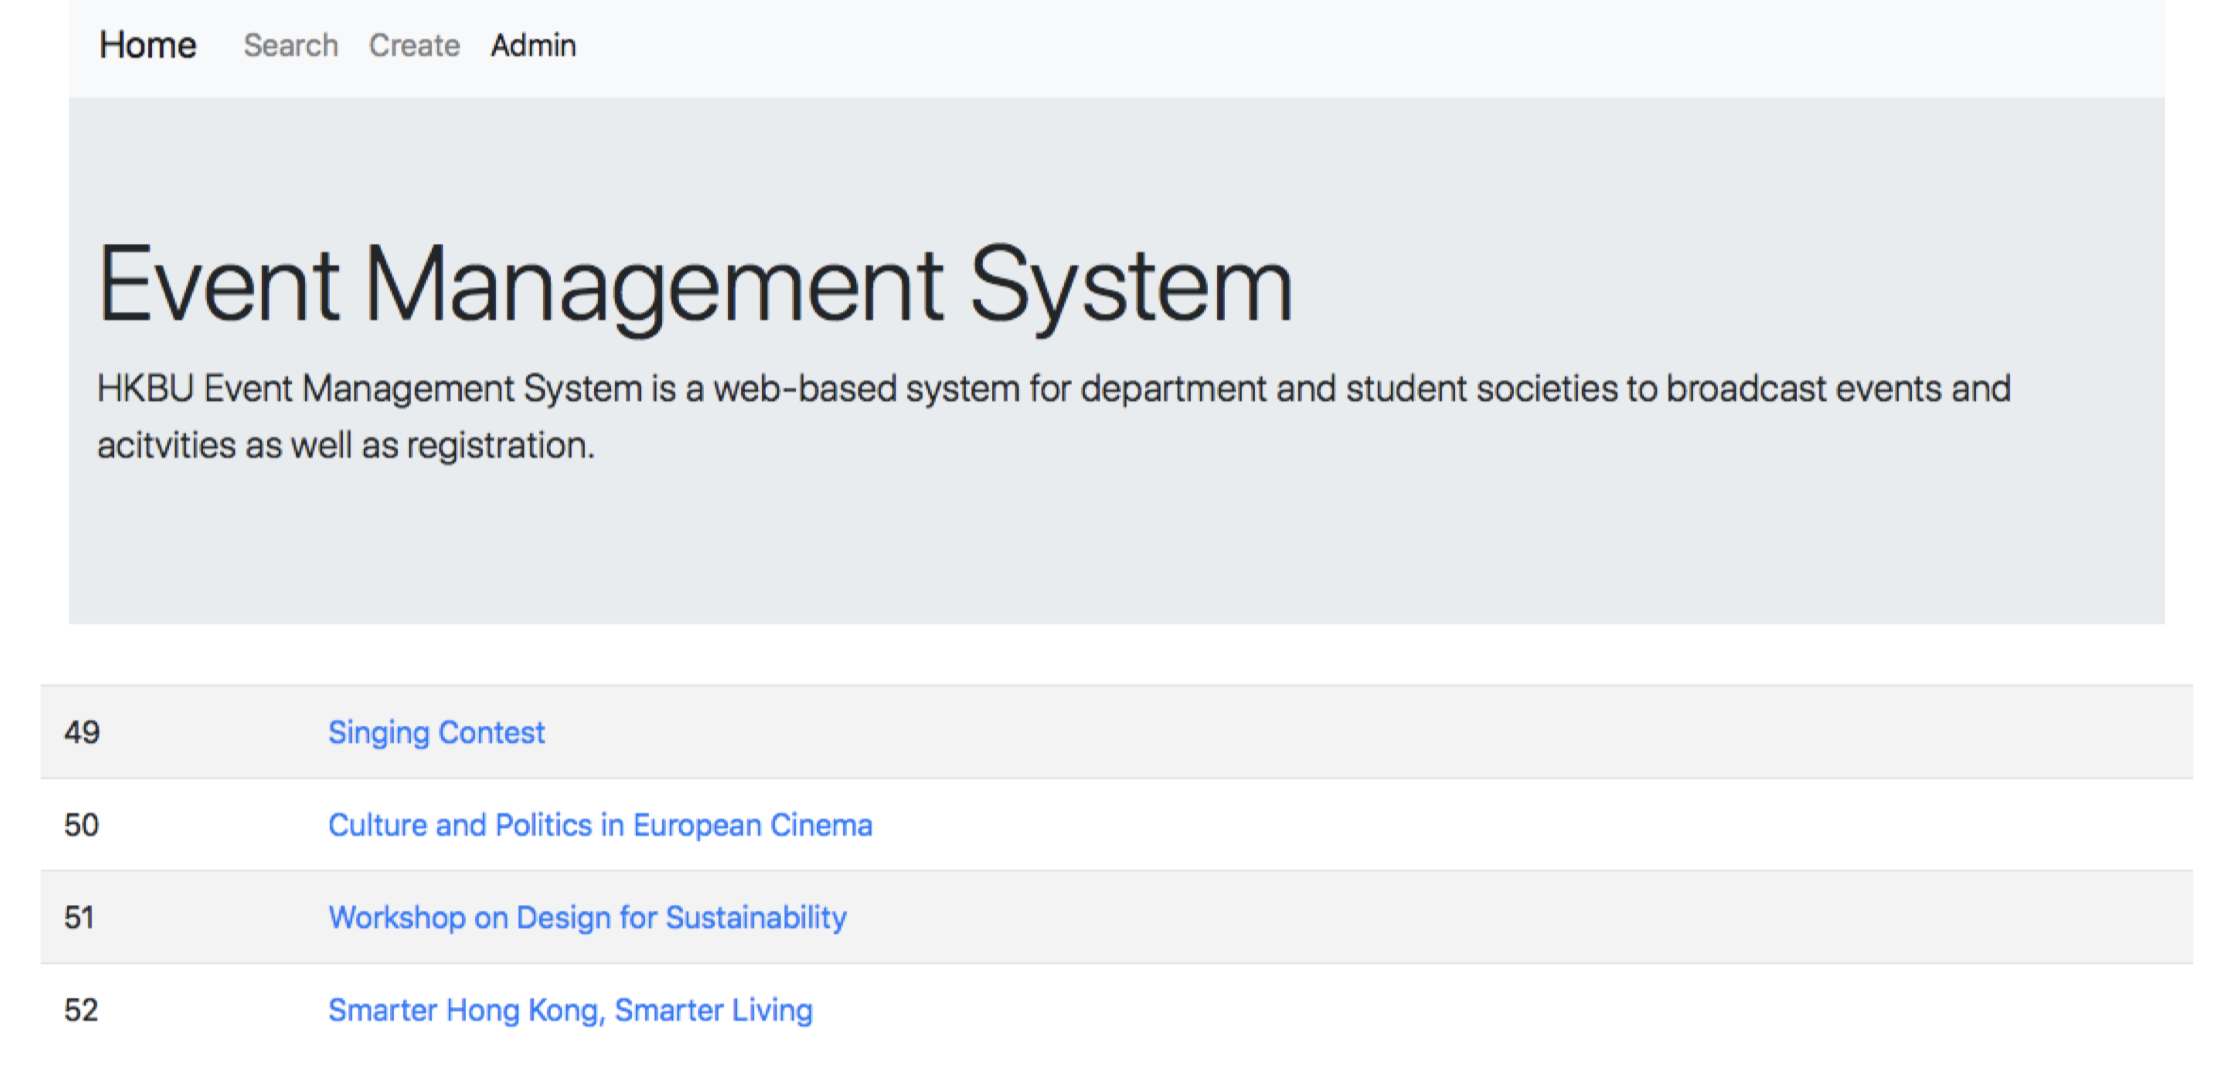 Home Search Create Admin
Event Management System
HKBU Event Management System is a web-based system for department and student societies to broadcast events and
acitvities as well as registration.
49 Singing Contest
50 Culture and Politics in European Cinema
51 Workshop on Design for Sustainability
52 Smarter Hong Kong, Smarter Living